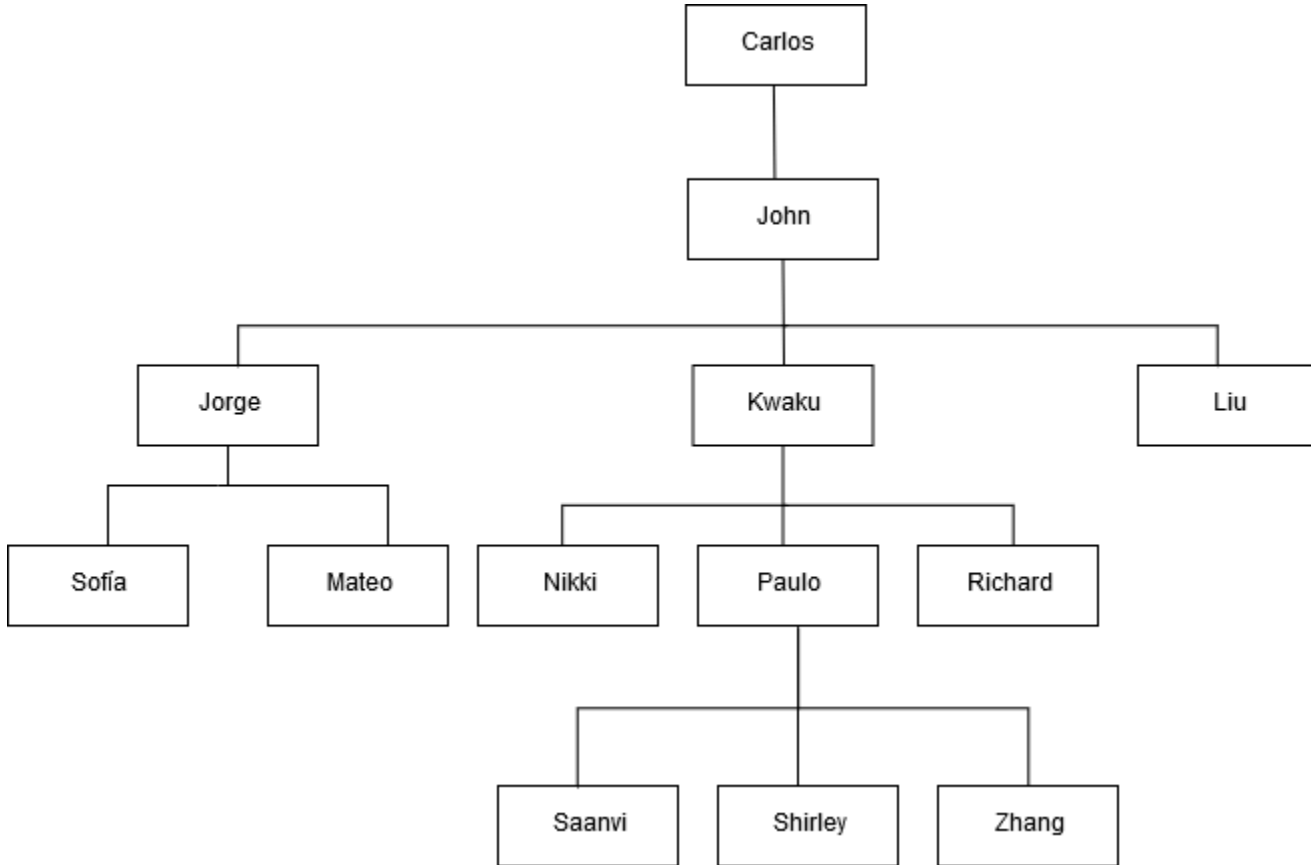 Carlos
John
Jorge
Kwaku
Liu
Sofía
Mateo
Nikki
Paulo
Richard
Saanvi
Shirley
Zhang